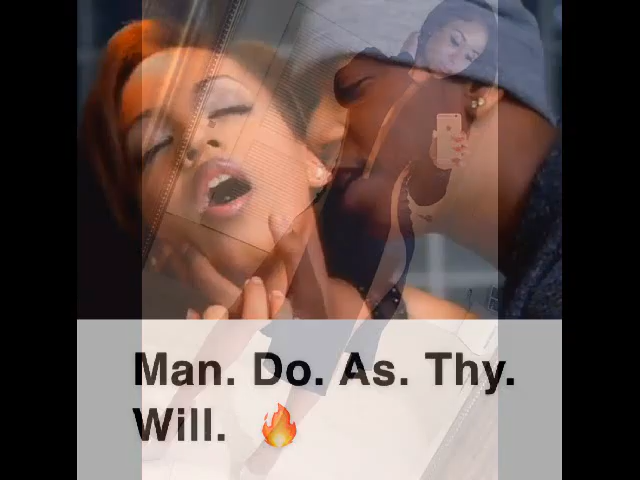 Man. Do. As. Thy.
Will. 🔥